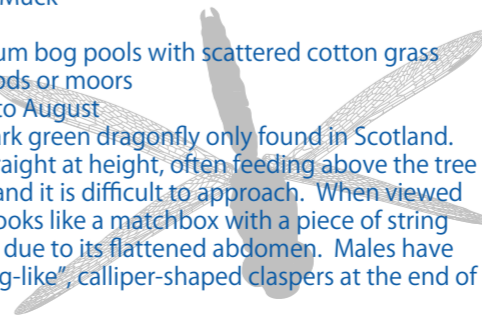 Muck
um bog pools with scattered cotton grass
ods or moors
to August
ark green dragonfly only found in Scotland.
raight at height, often feeding above the tree
and it is difficult to approach. When viewed
ooks like a matchbox with a piece of string
due to its flattened abdomen. Males have
g-like", calliper-shaped claspers at the end of